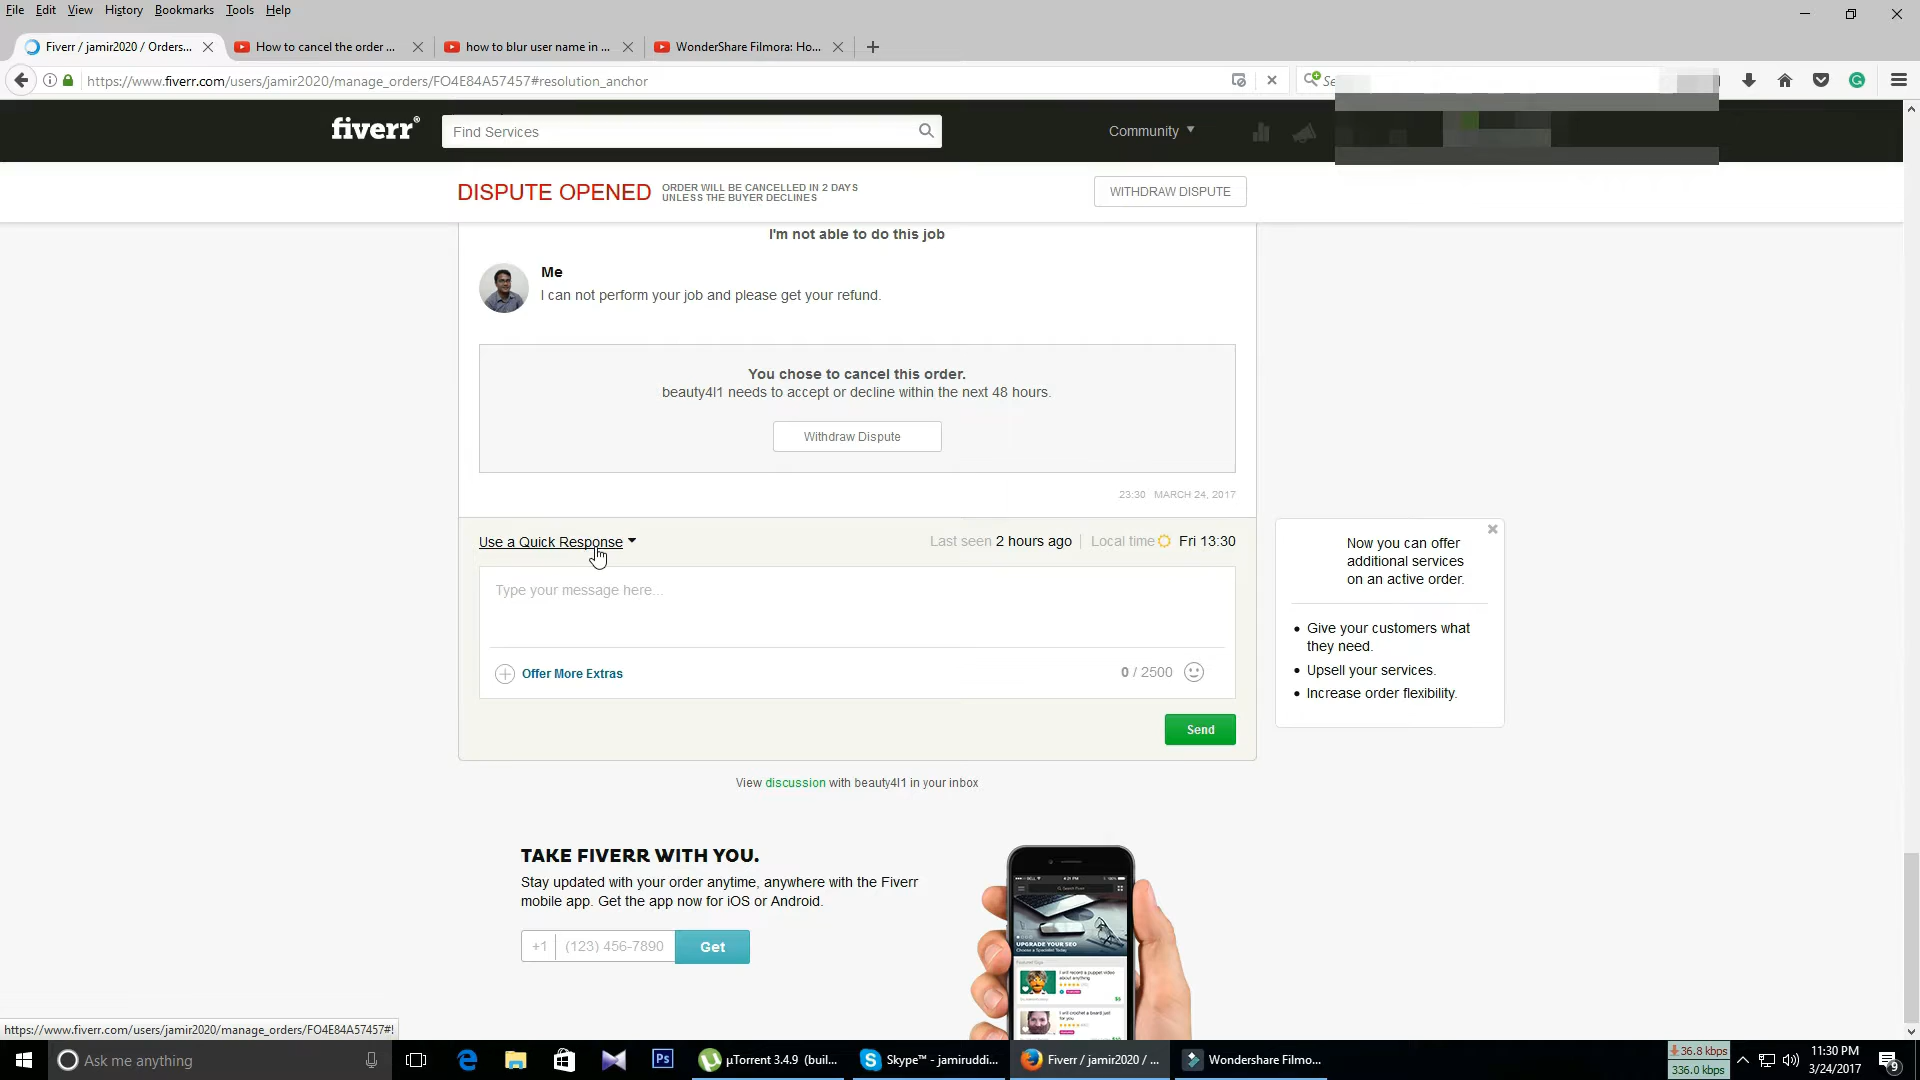 File Edit View History Bookmarks Tools Help
Fiverr / jamir2020 / Orders... How to cancel the order ... how to blur user name in ... WonderShare Filmora: Ho...
https://www.fiverr.com/users/jamir2020/manage_orders/FO4E84A57457#resolution_anchor
fiverr®
Find Services
Community
DISPUTE OPENED
ORDER WILL BE CANCELLED IN 2 DAYS
UNLESS THE BUYER DECLINES
WITHDRAW DISPUTE
I'm not able to do this job
Me
I can not perform your job and please get your refund.
You chose to cancel this order.
beauty4l1 needs to accept or decline within the next 48 hours.
Withdraw Dispute
23:30 MARCH 24, 2017
Use a Quick Response
Last seen 2 hours ago Local time Fri 13:30
Type your message here...
Offer More Extras
0 / 2500
Send
Now you can offer
additional services
on an active order.
Give your customers what
they need.
Upsell your services.
Increase order flexibility.
View discussion with beauty4l1 in your inbox
TAKE FIVERR WITH YOU.
Stay updated with your order anytime, anywhere with the Fiverr
mobile app. Get the app now for iOS or Android.
+1 (123) 456-7890 Get
UPGRADE YOUR SEO
https://www.fiverr.com/users/jamir2020/manage_orders/FO4E84A57457#!
Ask me anything
Ps
µTorrent 3.4.9 (buil...
Skype™ - jamiruddi...
Fiverr / jamir2020 / ...
Wondershare Filmo...
36.8 kbps
336.0 kbps
11:30 PM
3/24/2017
9